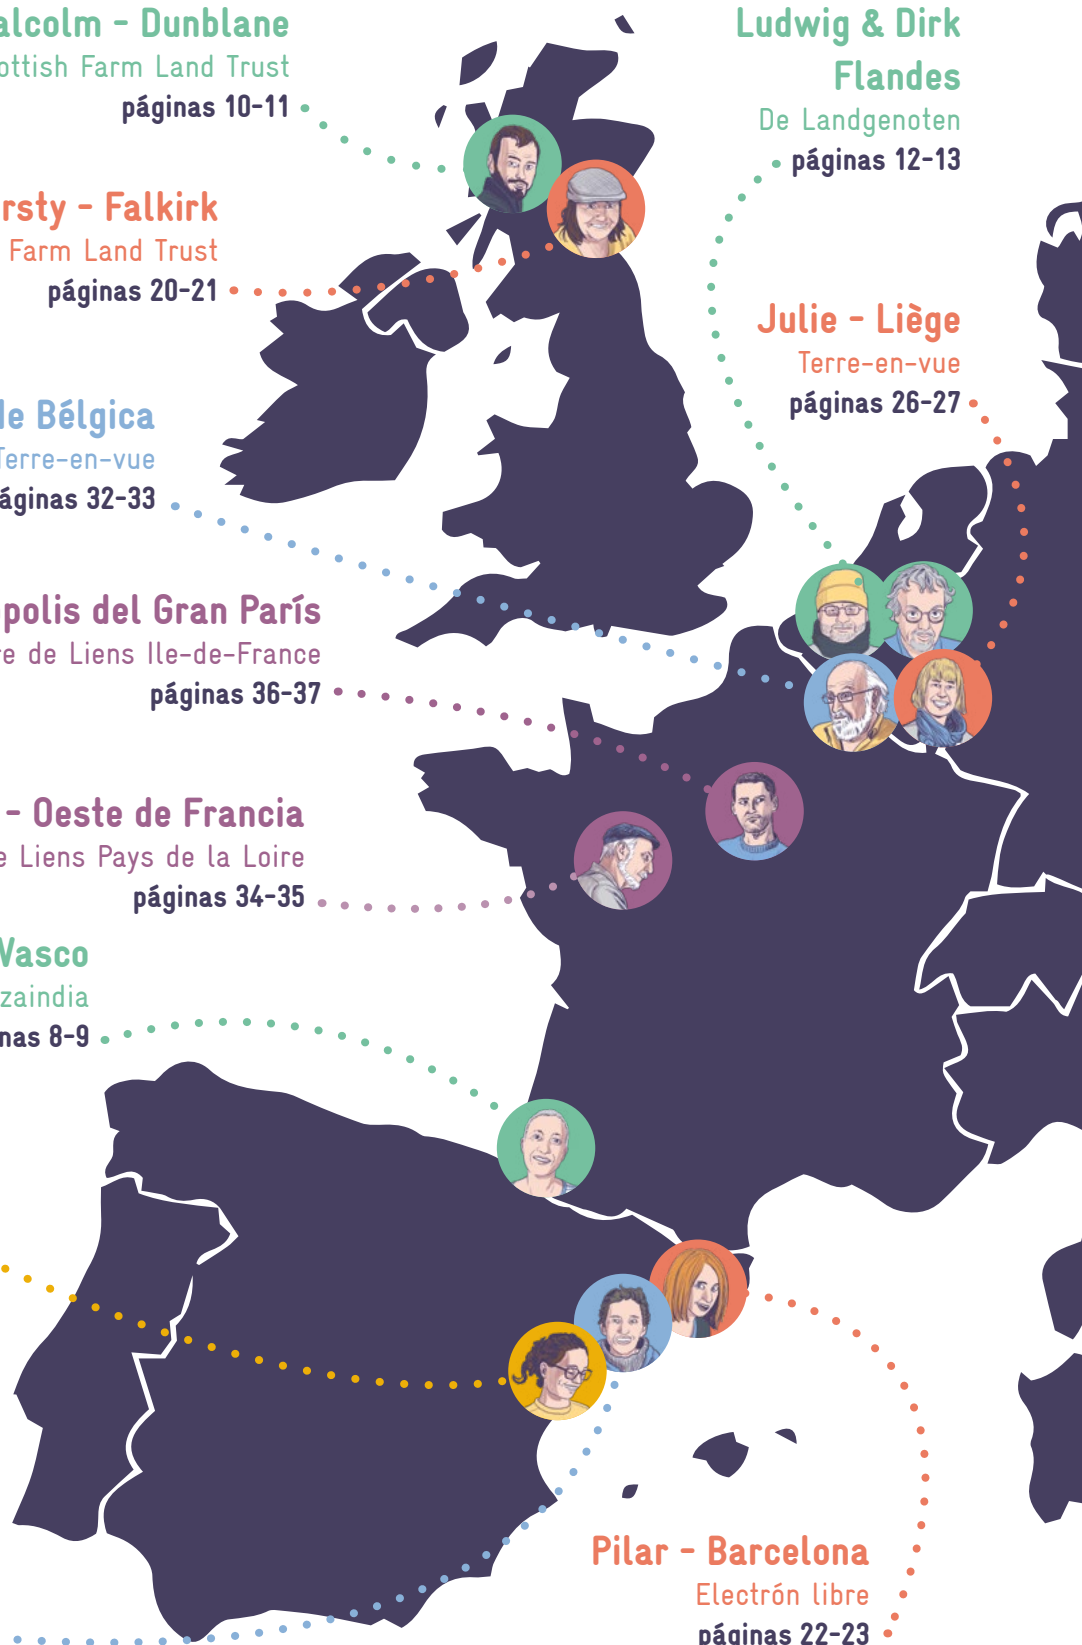 alcolm - Dunblane
ottish Farm Land Trust
páginas 10-11
Ludwig & Dirk
Flandes
De Landgenoten
páginas 12-13
rsty - Falkirk
Farm Land Trust
páginas 20-21
Julie - Liège
Terre-en-vue
páginas 26-27
de Bélgica
Terre-en-vue
áginas 32-33
polis del Gran París
re de Liens Ile-de-France
páginas 36-37
- Oeste de Francia
e Liens Pays de la Loire
páginas 34-35
Vasco
zaindia
nas 8-9
Pilar - Barcelona
Electrón libre
páginas 22-23